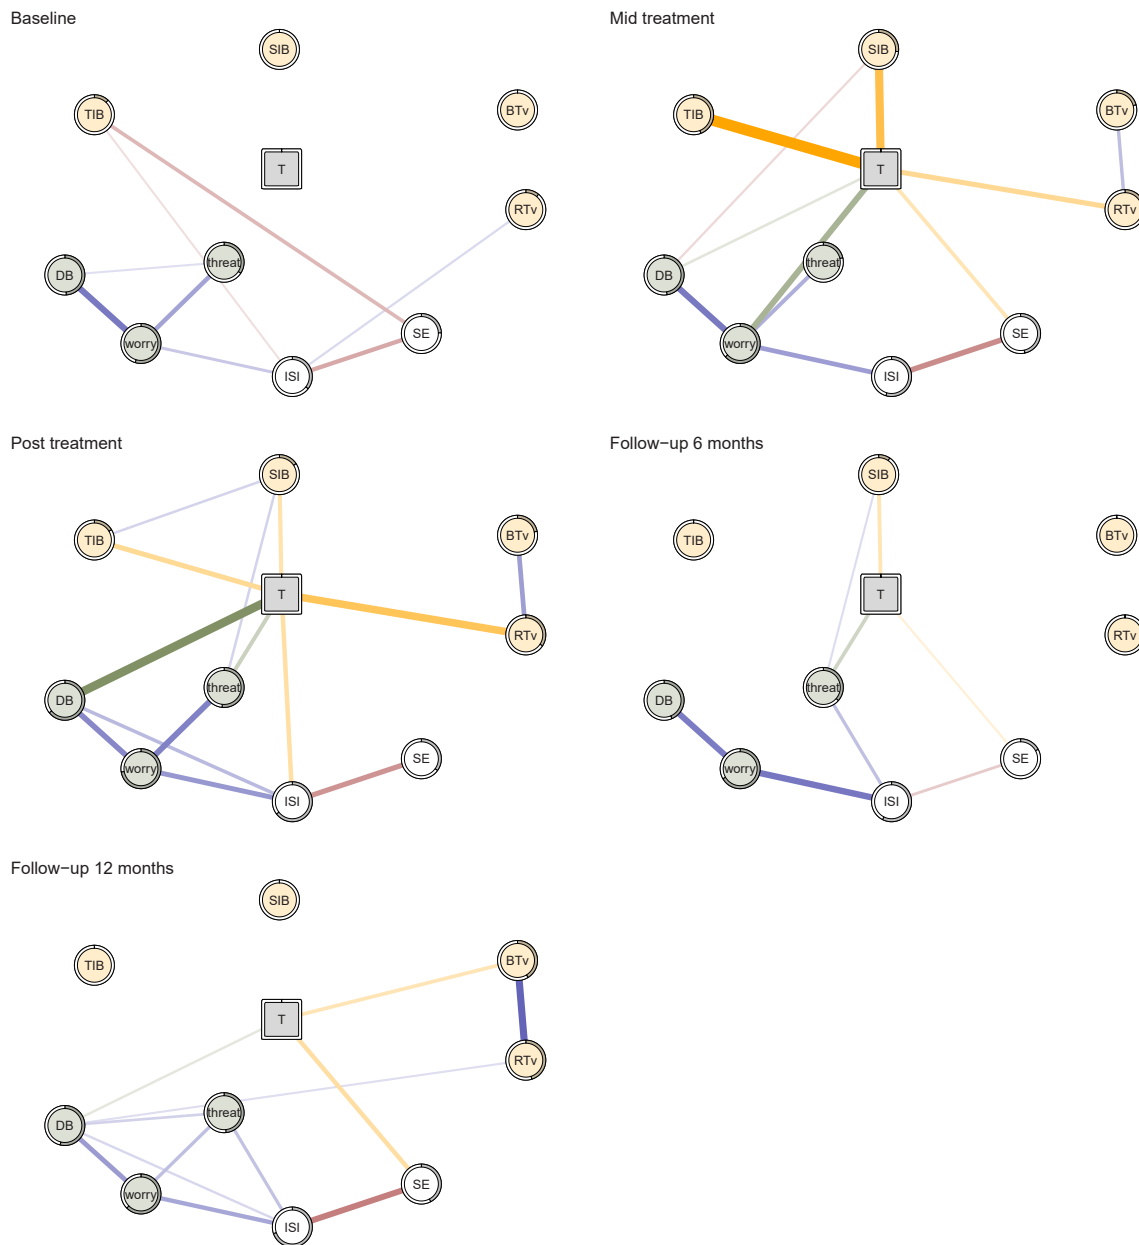 Baseline
SIB
TIB
BTv
T
RTv
threat
DB
SE
worry
ISI
Mid treatment
SIB
TIB
BTv
T
RTv
threat
DB
SE
worry
ISI
Post treatment
SIB
TIB
BTv
T
RTv
threat
DB
SE
worry
ISI
Follow−up 6 months
SIB
TIB
BTv
T
RTv
threat
DB
SE
worry
ISI
Follow−up 12 months
SIB
TIB
BTv
T
RTv
threat
DB
SE
worry
ISI